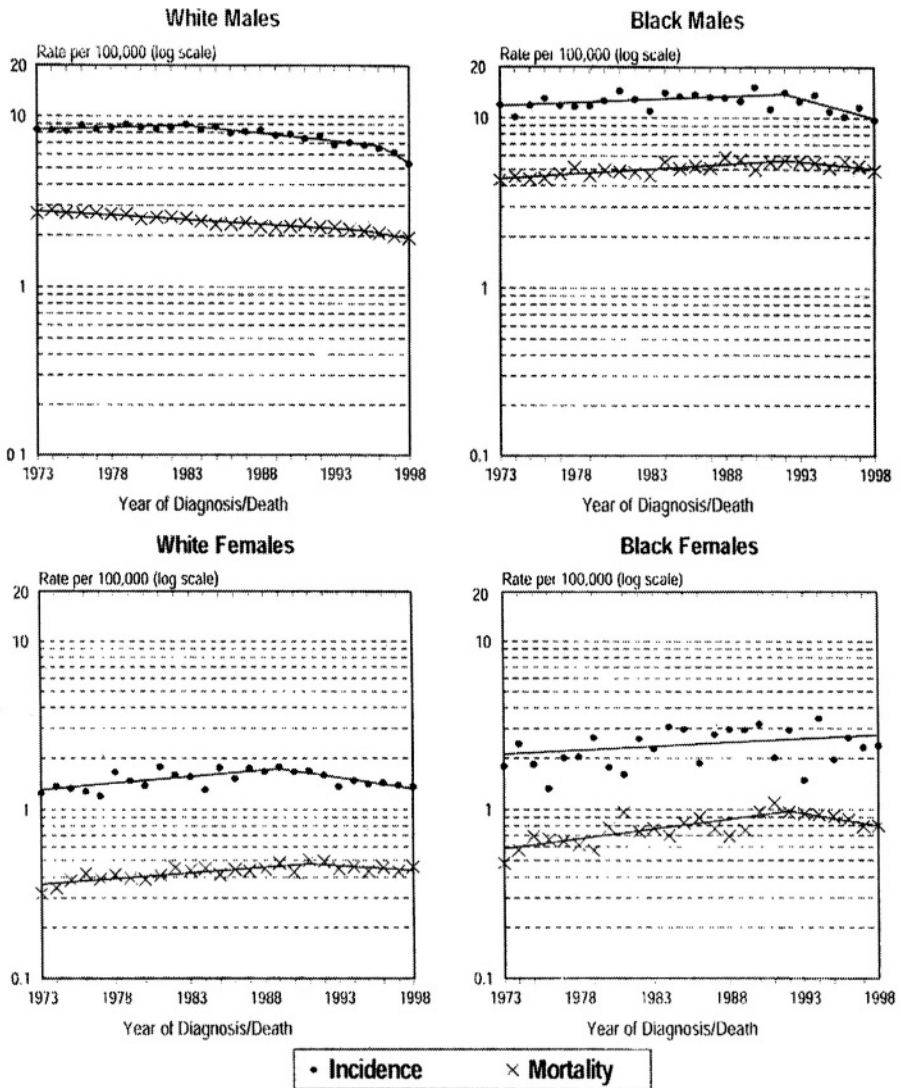 White Males
Rate per 100,000 (log scale)
20
10
1
0.1
1973 1978 1983 1988 1993 1998
Year of Diagnosis/Death
Black Males
Rate per 100,000 (log scale)
20
10
1
0.1
1973 1978 1983 1988 1993 1998
Year of Diagnosis/Death
White Females
Rate per 100,000 (log scale)
20
10
1
0.1
1973 1978 1983 1988 1993 1998
Year of Diagnosis/Death
Black Females
Rate per 100,000 (log scale)
20
10
1
0.1
1973 1978 1983 1988 1993 1998
Year of Diagnosis/Death
Incidence
Mortality